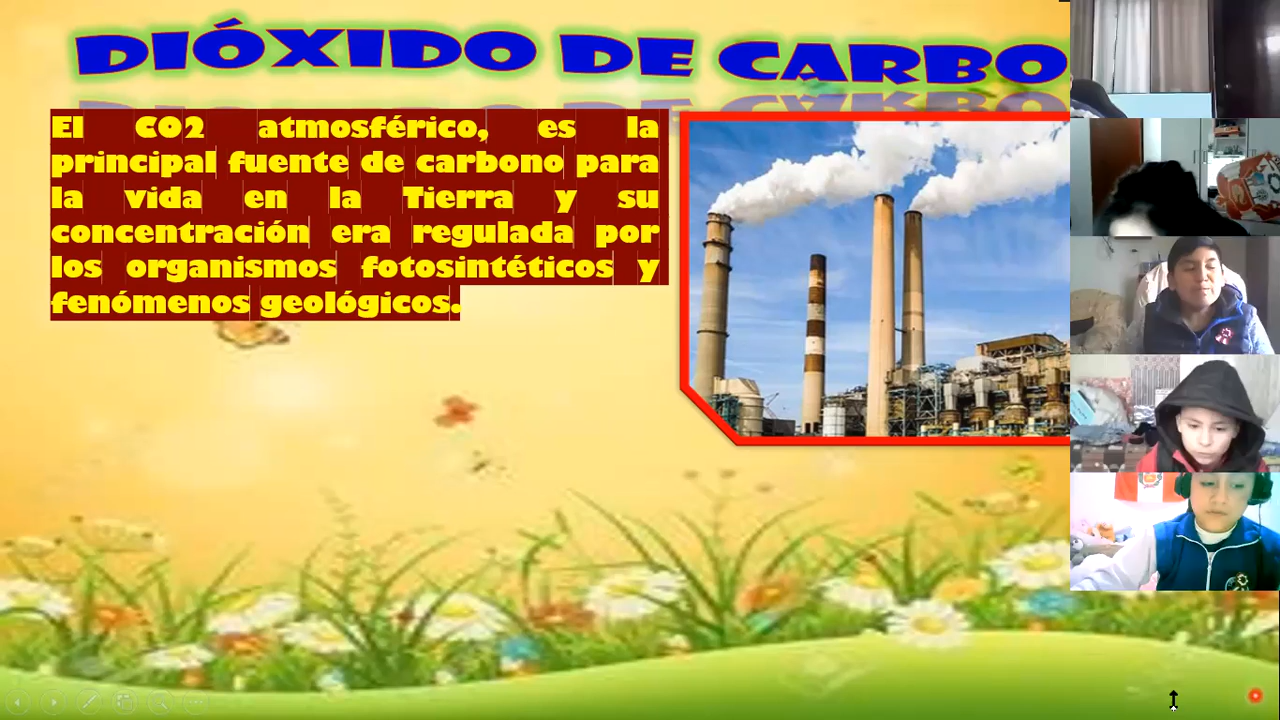 DIÓXIDO DE CARBO
El CO2 atmosférico, es la
principal fuente de carbono para
la vida en la Tierra y su
concentración era regulada por
los organismos fotosintéticos y
fenómenos geológicos.